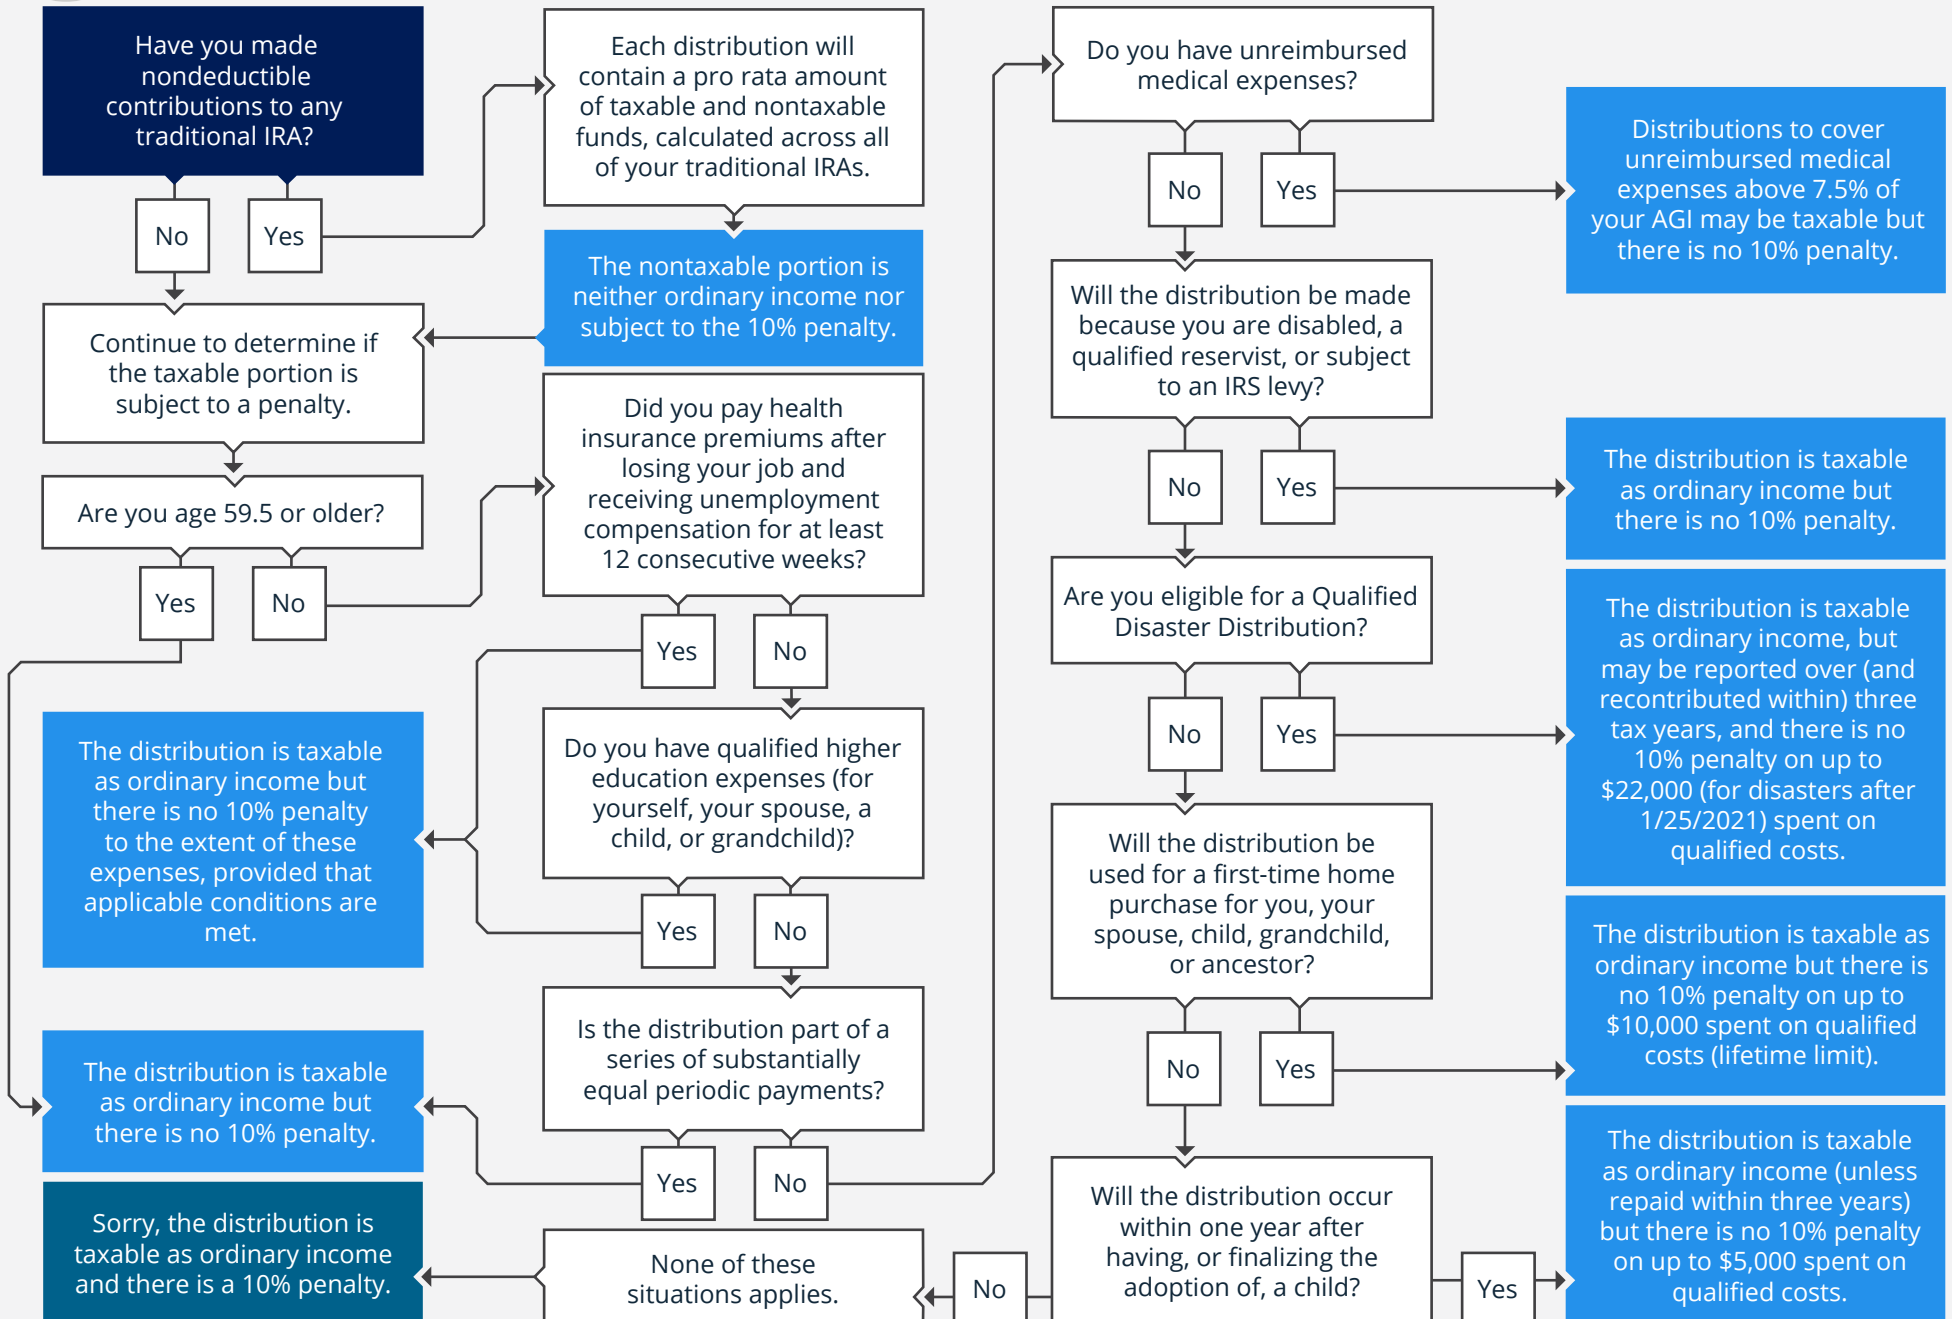 Have you made
nondeductible
contributions to any
traditional IRA?
No
Yes
Each distribution will
contain a pro rata amount
of taxable and nontaxable
funds, calculated across all
of your traditional IRAs.
The nontaxable portion is
neither ordinary income nor
subject to the 10% penalty.
Continue to determine if
the taxable portion is
subject to a penalty.
Are you age 59.5 or older?
Yes
No
The distribution is taxable
as ordinary income but
there is no 10% penalty
to the extent of these
expenses, provided that
applicable conditions are
met.
The distribution is taxable
as ordinary income but
there is no 10% penalty.
Sorry, the distribution is
taxable as ordinary income
and there is a 10% penalty.
Did you pay health
insurance premiums after
losing your job and
receiving unemployment
compensation for at least
12 consecutive weeks?
Yes
No
Do you have qualified higher
education expenses (for
yourself, your spouse, a
child, or grandchild)?
Yes
No
Is the distribution part of a
series of substantially
equal periodic payments?
Yes
No
None of these
situations applies.
Do you have unreimbursed
medical expenses?
No
Yes
Distributions to cover
unreimbursed medical
expenses above 7.5% of
your AGI may be taxable but
there is no 10% penalty.
Will the distribution be made
because you are disabled, a
qualified reservist, or subject
to an IRS levy?
No
Yes
The distribution is taxable
as ordinary income but
there is no 10% penalty.
Are you eligible for a Qualified
Disaster Distribution?
No
Yes
The distribution is taxable
as ordinary income, but
may be reported over (and
recontributed within) three
tax years, and there is no
10% penalty on up to
$22,000 (for disasters after
1/25/2021) spent on
qualified costs.
Will the distribution be
used for a first-time home
purchase for you, your
spouse, child, grandchild,
or ancestor?
No
Yes
The distribution is taxable as
ordinary income but there is
no 10% penalty on up to
$10,000 spent on qualified
costs (lifetime limit).
Will the distribution occur
within one year after
having, or finalizing the
adoption of, a child?
No
Yes
The distribution is taxable
as ordinary income (unless
repaid within three years)
but there is no 10% penalty
on up to $5,000 spent on
qualified costs.